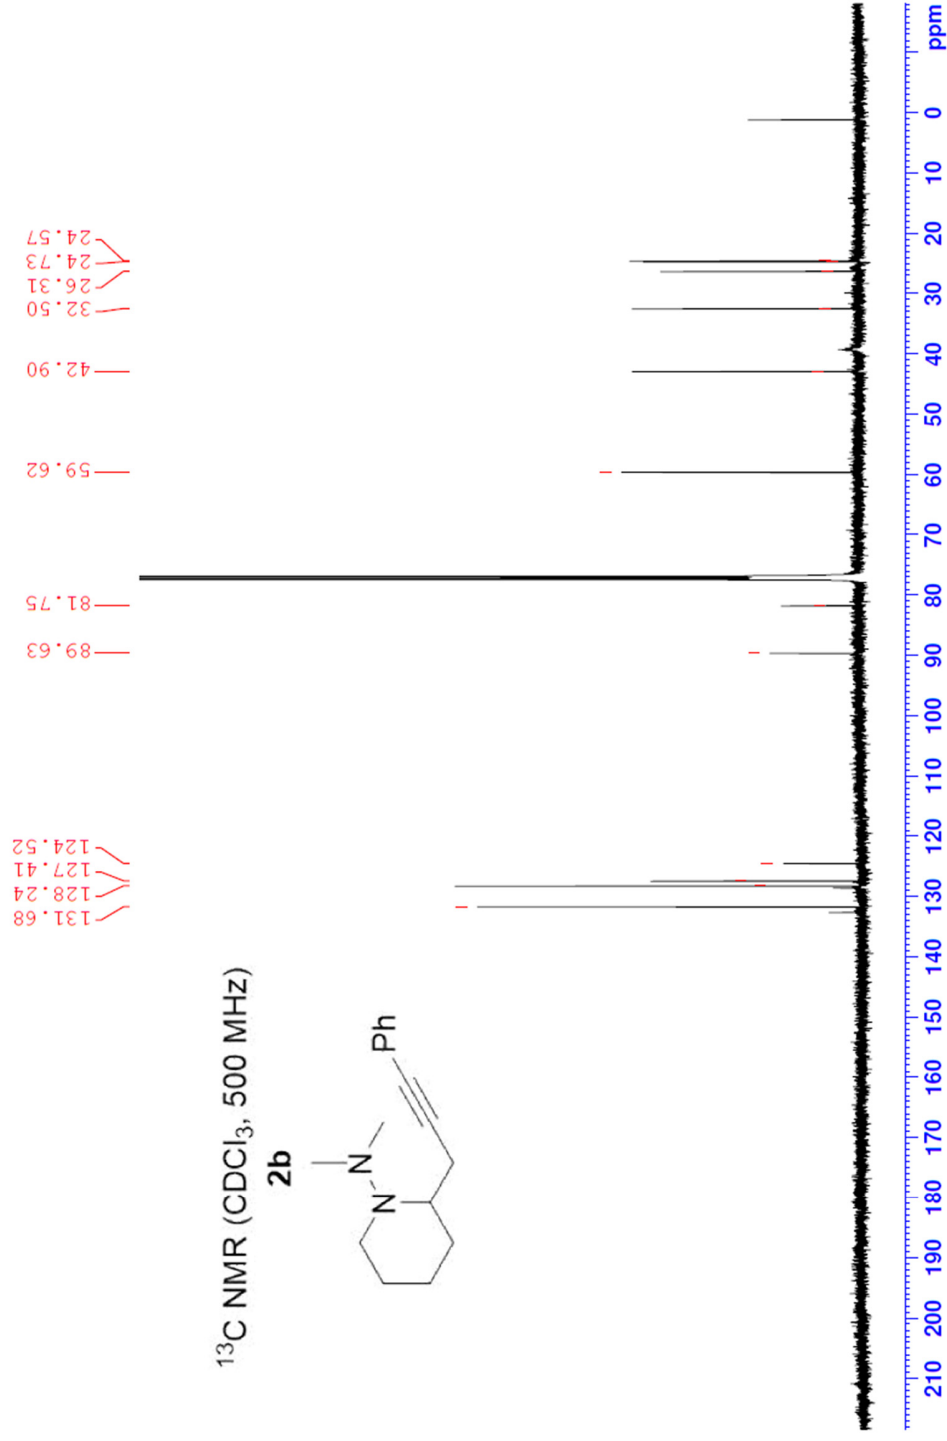 24.57
24.73
26.31
32.50
42.90
59.62
81.75
89.63
124.52
127.41
128.24
131.68
¹³C NMR (CDCl₃, 500 MHz)
2b
N
N
Ph
210 200 190 180 170 160 150 140 130 120 110 100 90 80 70 60 50 40 30 20 10 0 ppm